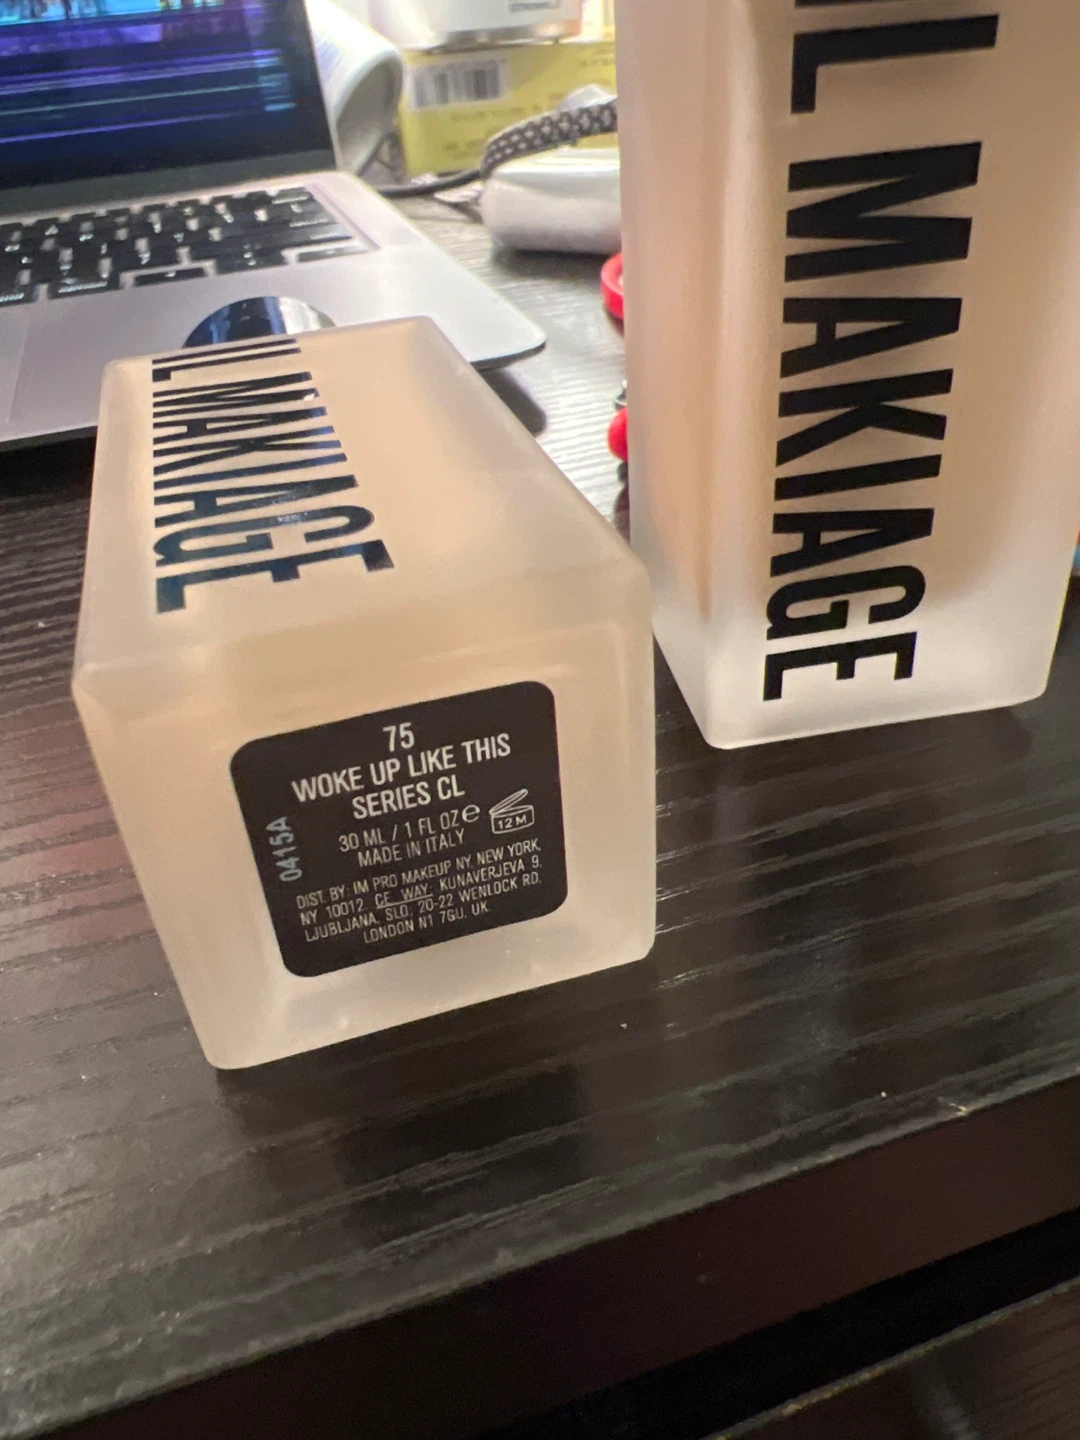 IL MAKIAGE
IL MAKIAGE
75
WOKE UP LIKE THIS
SERIES CL
30 ML / 1 FL OZ e
12 M
MADE IN ITALY
0415A
DIST. BY: IM PRO MAKEUP NY, NEW YORK,
NY 10012. CE WAY: KUNAVERJEVA 9,
LJUBLJANA, SLO, 20-22 WENLOCK RD,
LONDON N1 7GU, UK